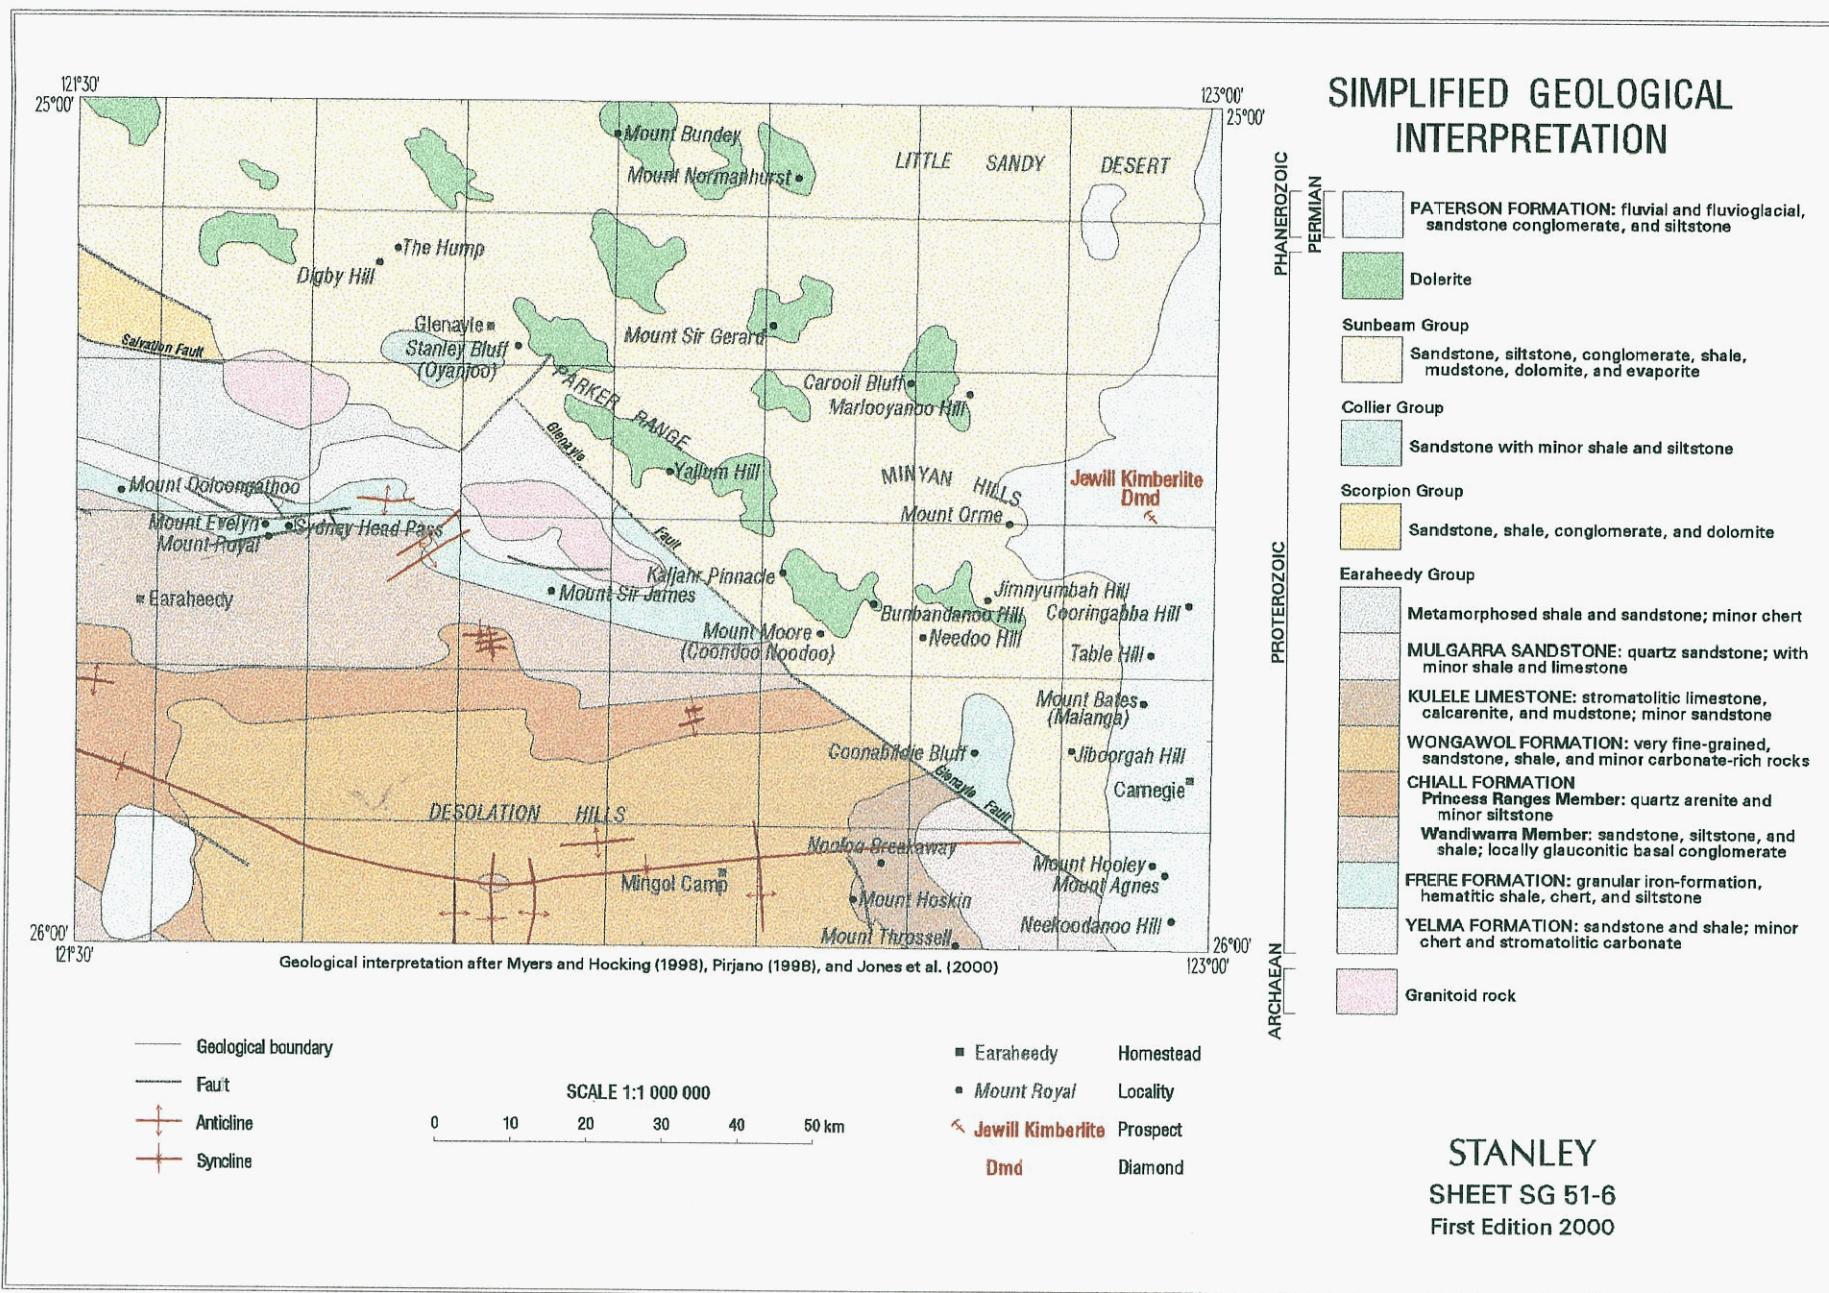 121°30'
25°00'
123°00'
25°00'
Mount Bundey
Mount Normanhurst
LITTLE SANDY DESERT
The Hump
Digby Hill
Glenayle
Stanley Bluff
(Oyanjoo)
Mount Sir Gerard
Salvation Fault
PARKER RANGE
Carooil Bluff
Marlooyanoo Hill
Glenayle
Fault
Yallum Hill
MINYAN HILLS
Mount Orme
Jewill Kimberlite
Dmd
Mount Ooloongathoo
Mount Evelyn
Sydney Head Pass
Mount Royal
Earaheedy
Kaljahr Pinnacle
Mount Sir James
Jimnyumbah Hill
Bunbandanoo Hill
Cooringabba Hill
Mount Moore
(Coondoo Noodoo)
Needoo Hill
Table Hill
Mount Bates
(Malanga)
Coonabildie Bluff
Jiboorgah Hill
Glenayle Fault
Carnegie
DESOLATION HILLS
Nooloo Breakaway
Mingol Camp
Mount Hooley
Mount Agnes
Mount Hoskin
Neekoodanoo Hill
Mount Throssell
26°00'
121°30'
26°00'
123°00'
Geological interpretation after Myers and Hocking (1998), Pirjano (1998), and Jones et al. (2000)
Geological boundary
Fault
Anticline
Syncline
SCALE 1:1 000 000
0 10 20 30 40 50 km
Earaheedy Homestead
Mount Royal Locality
Jewill Kimberlite Prospect
Dmd Diamond
SIMPLIFIED GEOLOGICAL
INTERPRETATION
PHANEROZOIC
PERMIAN
PROTEROZOIC
ARCHAEAN
PATERSON FORMATION: fluvial and fluvioglacial,
sandstone conglomerate, and siltstone
Dolerite
Sunbeam Group
Sandstone, siltstone, conglomerate, shale,
mudstone, dolomite, and evaporite
Collier Group
Sandstone with minor shale and siltstone
Scorpion Group
Sandstone, shale, conglomerate, and dolomite
Earaheedy Group
Metamorphosed shale and sandstone; minor chert
MULGARRA SANDSTONE: quartz sandstone; with
minor shale and limestone
KULELE LIMESTONE: stromatolitic limestone,
calcarenite, and mudstone; minor sandstone
WONGAWOL FORMATION: very fine-grained,
sandstone, shale, and minor carbonate-rich rocks
CHIALL FORMATION
Princess Ranges Member: quartz arenite and
minor siltstone
Wandiwarra Member: sandstone, siltstone, and
shale; locally glauconitic basal conglomerate
FRERE FORMATION: granular iron-formation,
hematitic shale, chert, and siltstone
YELMA FORMATION: sandstone and shale; minor
chert and stromatolitic carbonate
Granitoid rock
STANLEY
SHEET SG 51-6
First Edition 2000